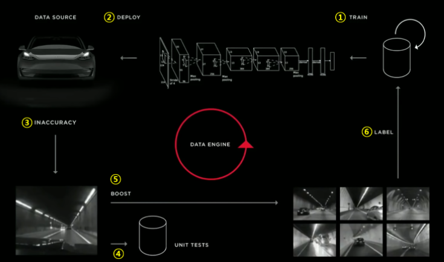 DATA SOURCE
② DEPLOY
① TRAIN
③ INACCURACY
⑥ LABEL
DATA ENGINE
⑤
BOOST
UNIT TESTS
④